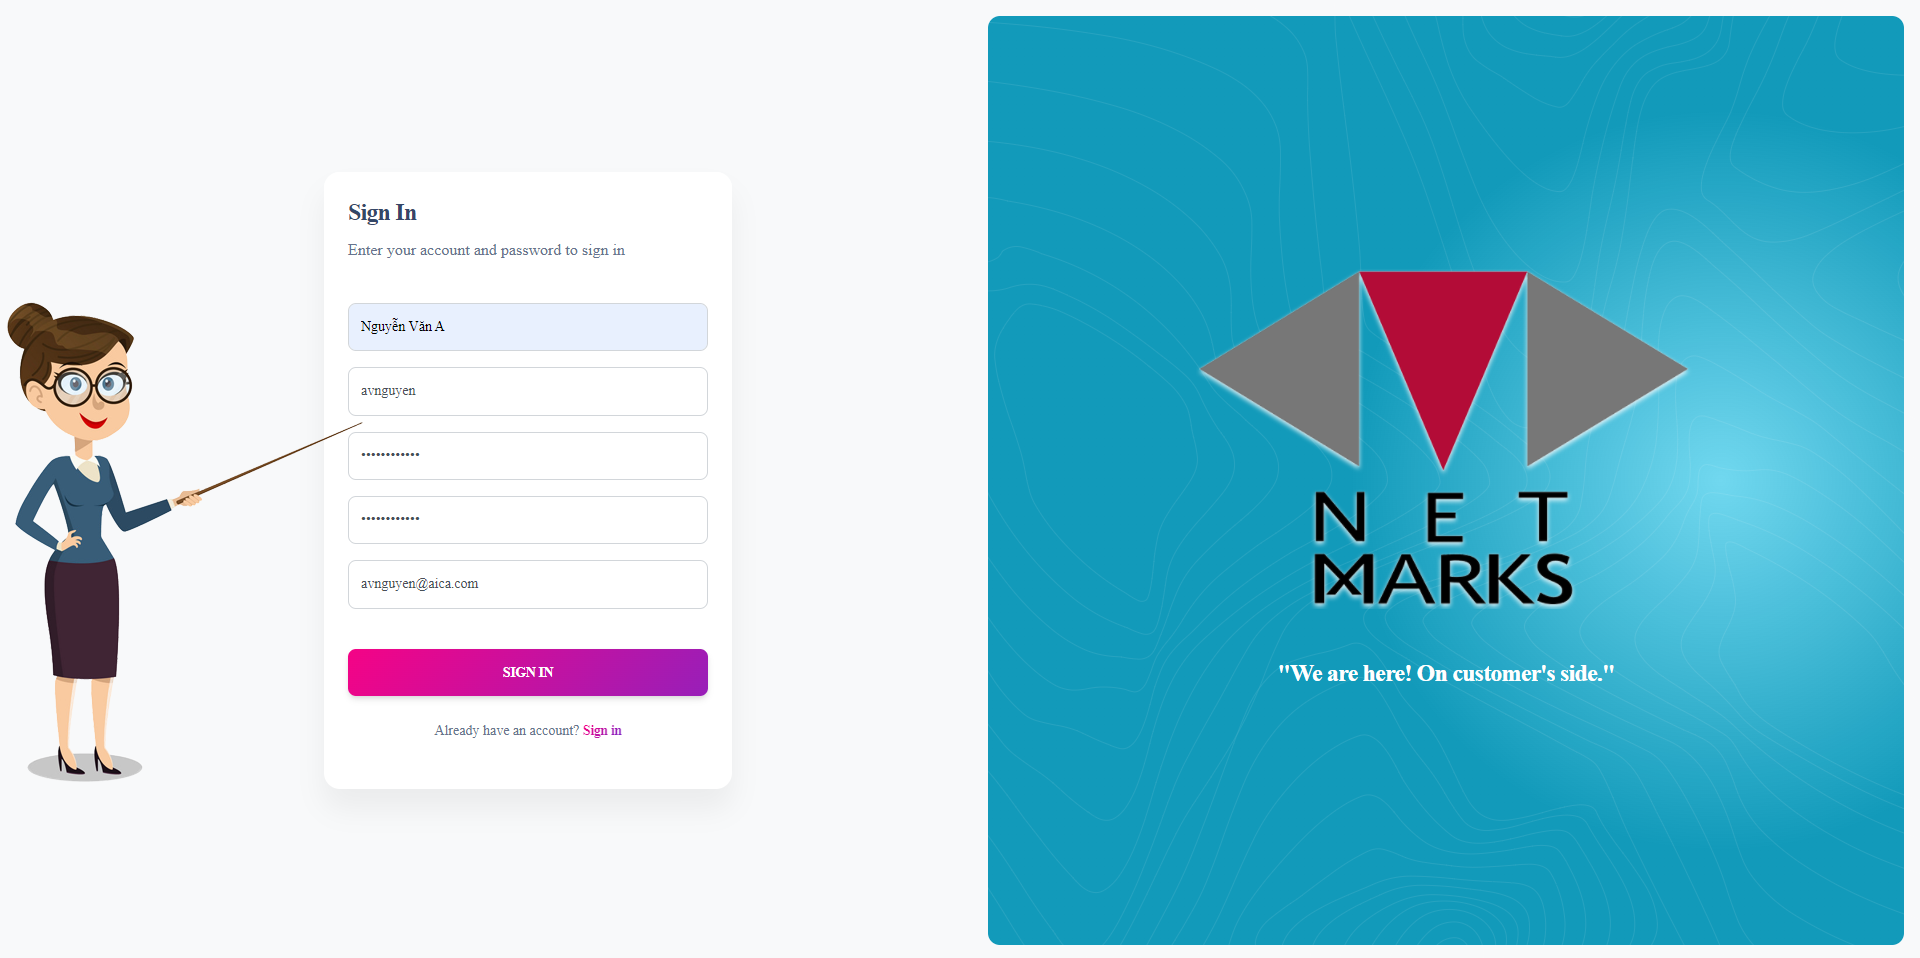 Sign In
Enter your account and password to sign in
Nguyễn Văn A
avnguyen
••••••••••••
••••••••••••
avnguyen@aica.com
SIGN IN
Already have an account? Sign in
NET
MARKS
"We are here! On customer's side."